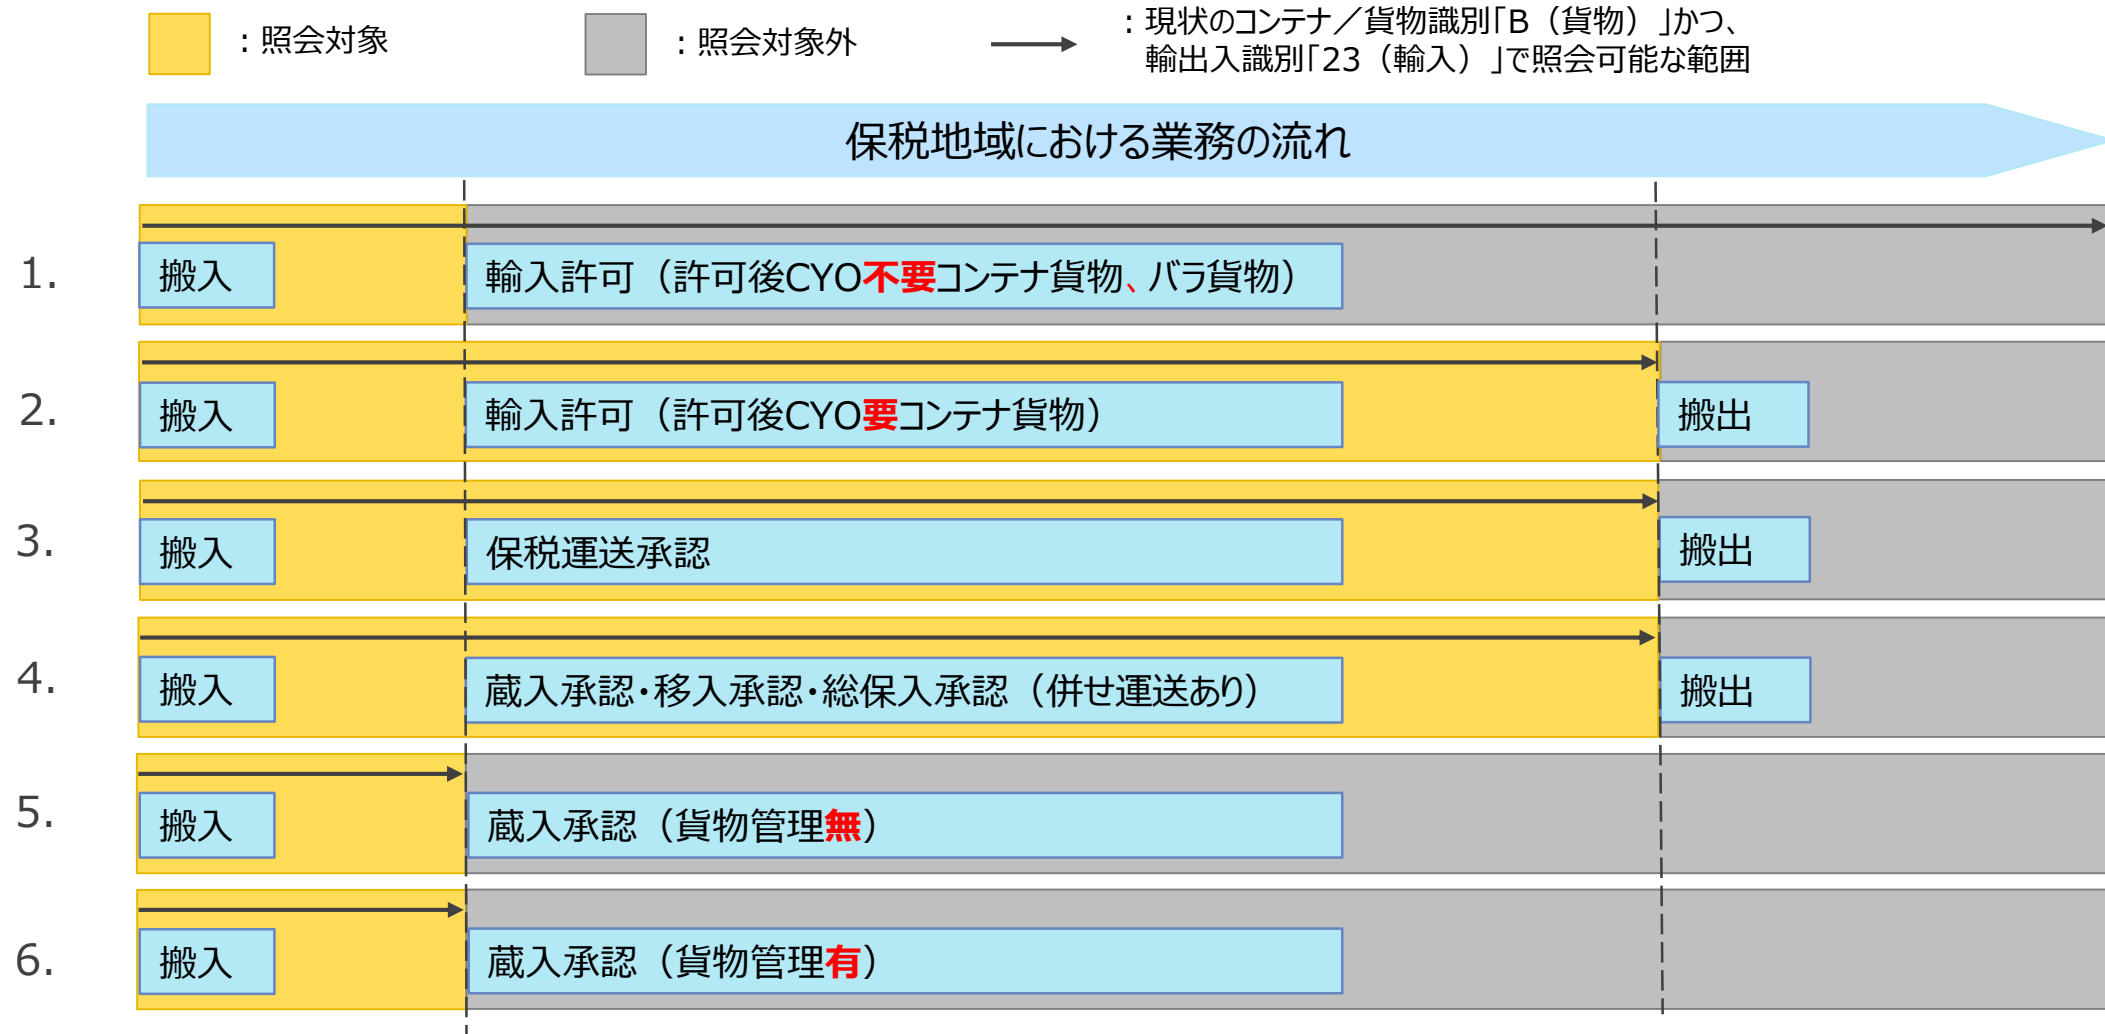 ：照会対象
：照会対象外
：現状のコンテナ／貨物識別「B（貨物）」かつ、
輸出入識別「23（輸入）」で照会可能な範囲
保税地域における業務の流れ
1.
搬入
輸入許可（許可後CYO不要コンテナ貨物、バラ貨物）
2.
搬入
輸入許可（許可後CYO要コンテナ貨物）
搬出
3.
搬入
保税運送承認
搬出
4.
搬入
蔵入承認・移入承認・総保入承認（併せ運送あり）
搬出
5.
搬入
蔵入承認（貨物管理無）
6.
搬入
蔵入承認（貨物管理有）